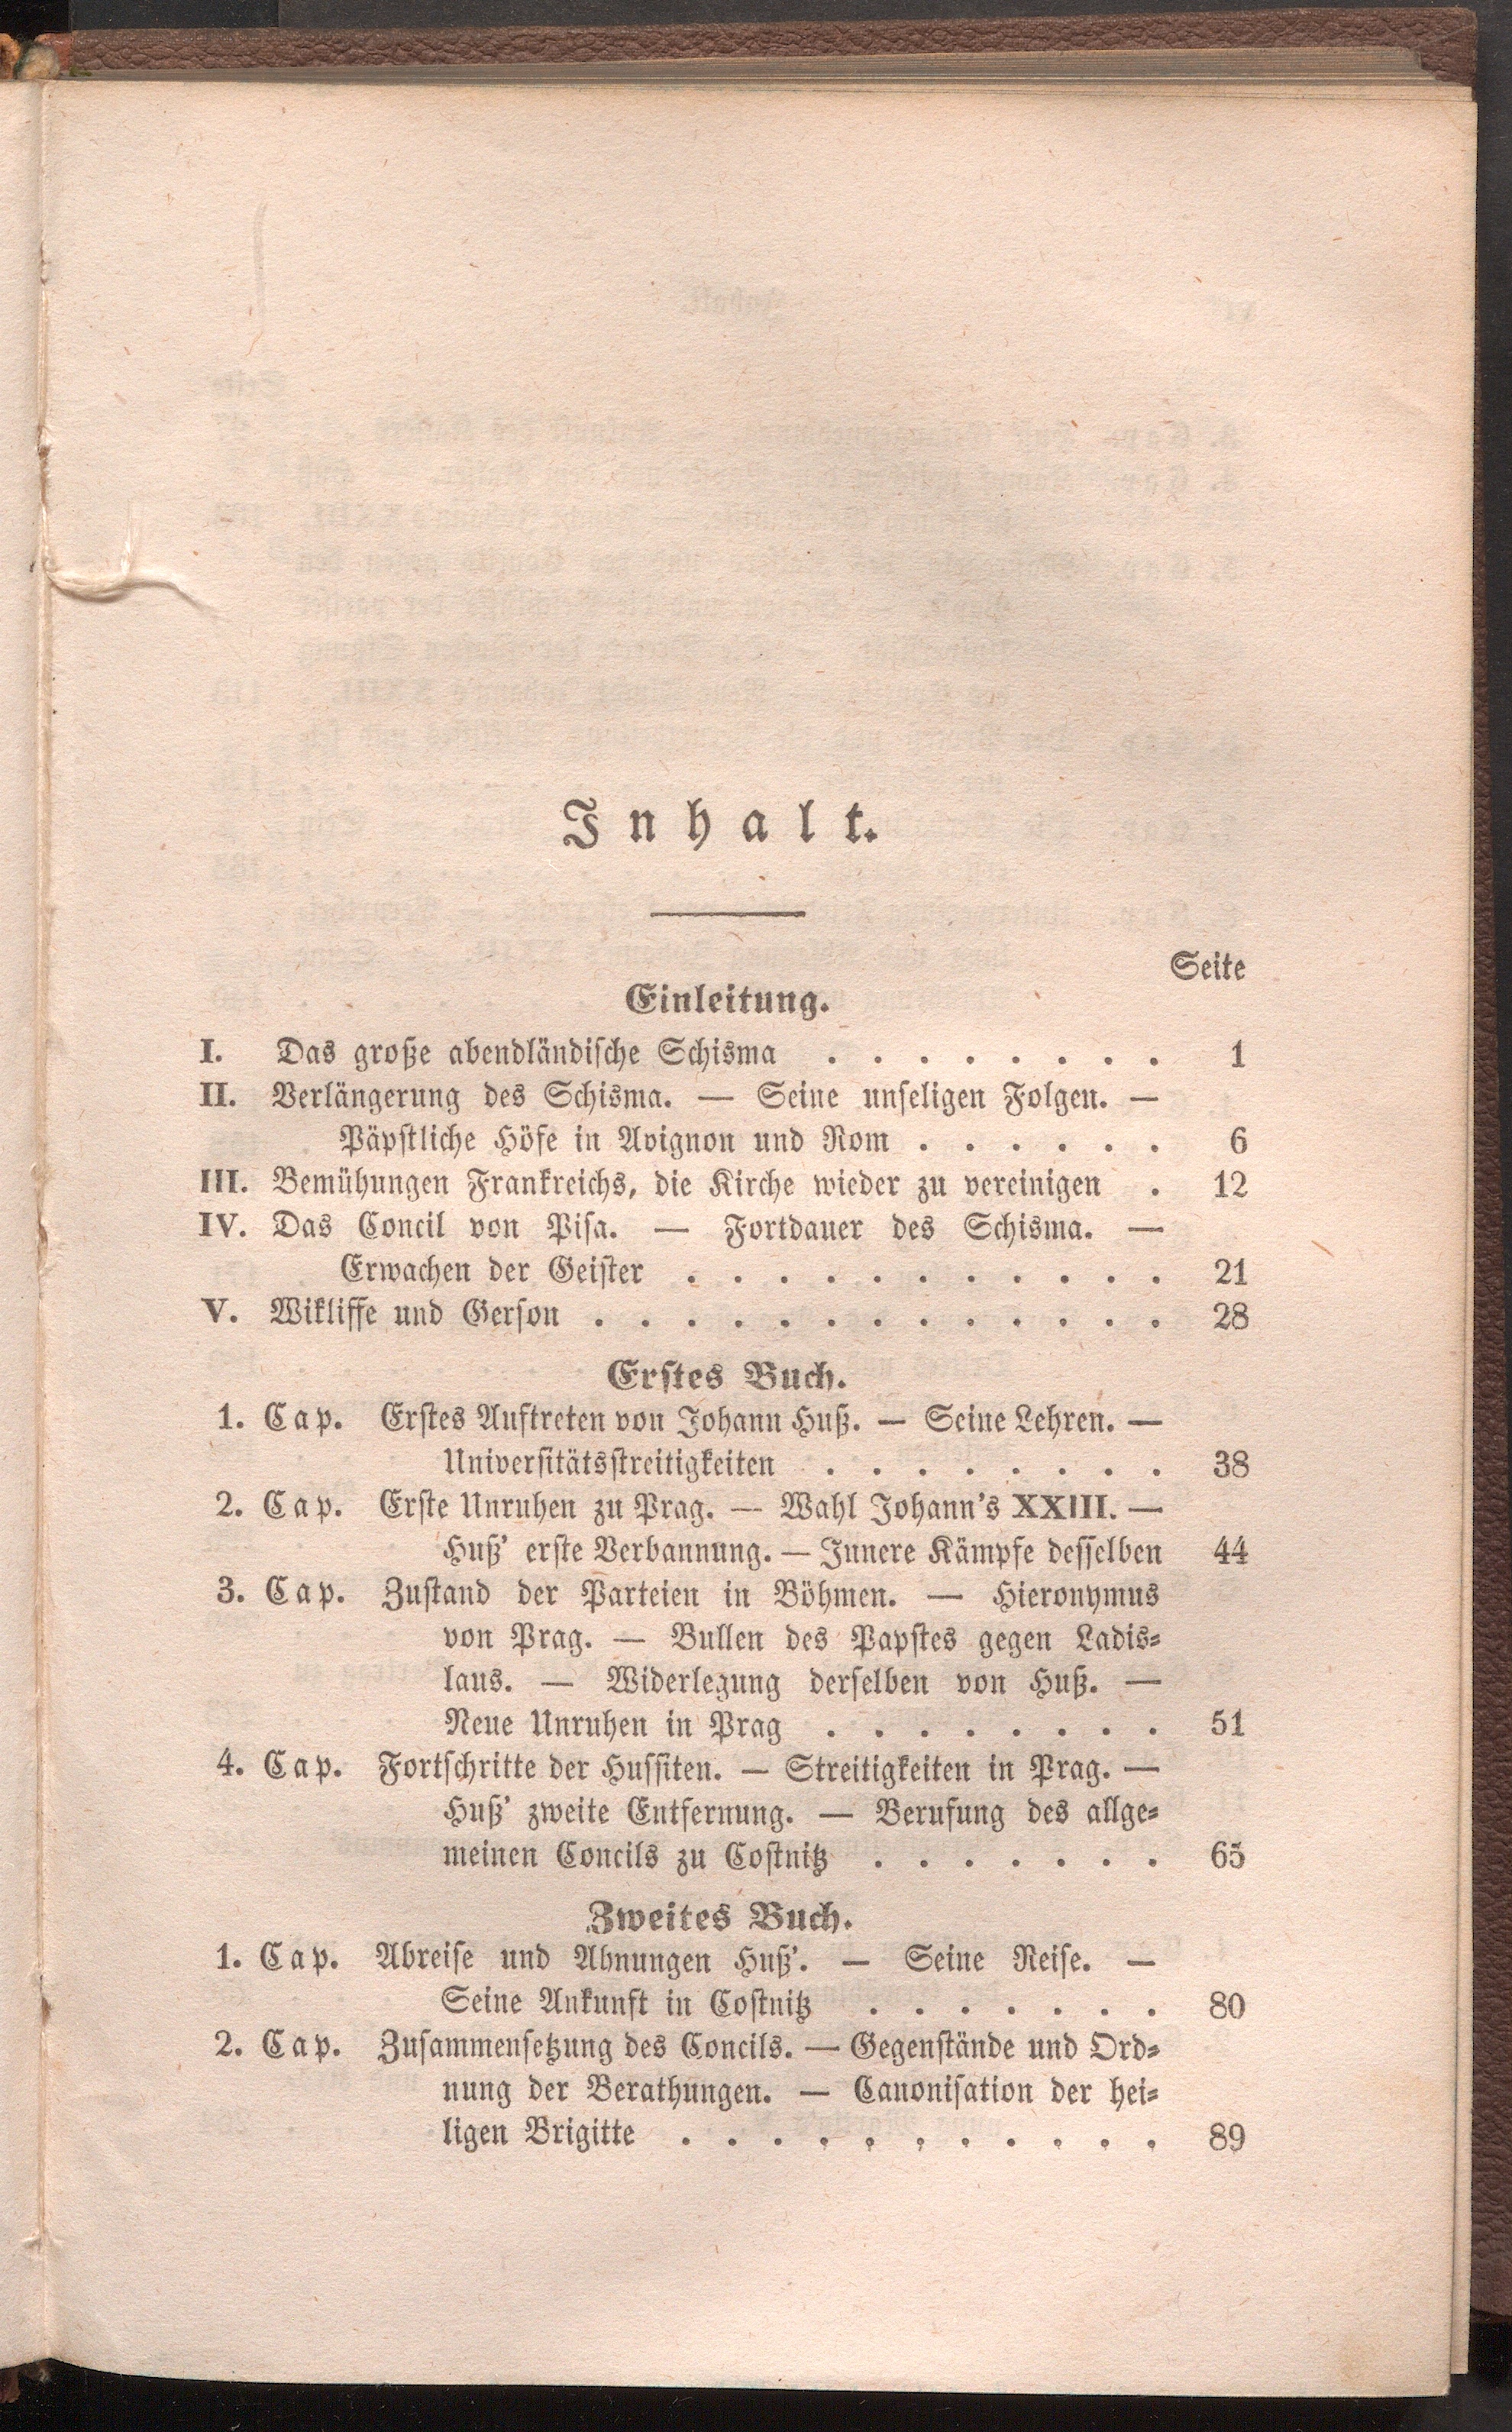 Inhalt.
Seite
Einleitung.
I. Das große abendländische Schisma . . . . . . . . 1
II. Verlängerung des Schisma. — Seine unseligen Folgen. —
Päpstliche Höfe in Avignon und Rom . . . . . . 6
III. Bemühungen Frankreichs, die Kirche wieder zu vereinigen . 12
IV. Das Concil von Pisa. — Fortdauer des Schisma. —
Erwachen der Geister . . . . . . . . . . . 21
V. Wikliffe und Gerson . . . . . . . . . . . . . 28
Erstes Buch.
1. Cap. Erstes Auftreten von Johann Huß. — Seine Lehren. —
Universitätsstreitigkeiten . . . . . . . . 38
2. Cap. Erste Unruhen zu Prag. — Wahl Johann's XXIII. —
Huß' erste Verbannung. — Innere Kämpfe desselben 44
3. Cap. Zustand der Parteien in Böhmen. — Hieronymus
von Prag. — Bullen des Papstes gegen Ladis-
laus. — Widerlegung derselben von Huß. —
Neue Unruhen in Prag . . . . . . . . 51
4. Cap. Fortschritte der Hussiten. — Streitigkeiten in Prag. —
Huß' zweite Entfernung. — Berufung des allge-
meinen Concils zu Costnitz . . . . . . . 65
Zweites Buch.
1. Cap. Abreise und Ahnungen Huß'. — Seine Reise. —
Seine Ankunft in Costnitz . . . . . . . 80
2. Cap. Zusammensetzung des Concils. — Gegenstände und Ord-
nung der Berathungen. — Canonisation der hei-
ligen Brigitte . . . . . . . . . . . 89